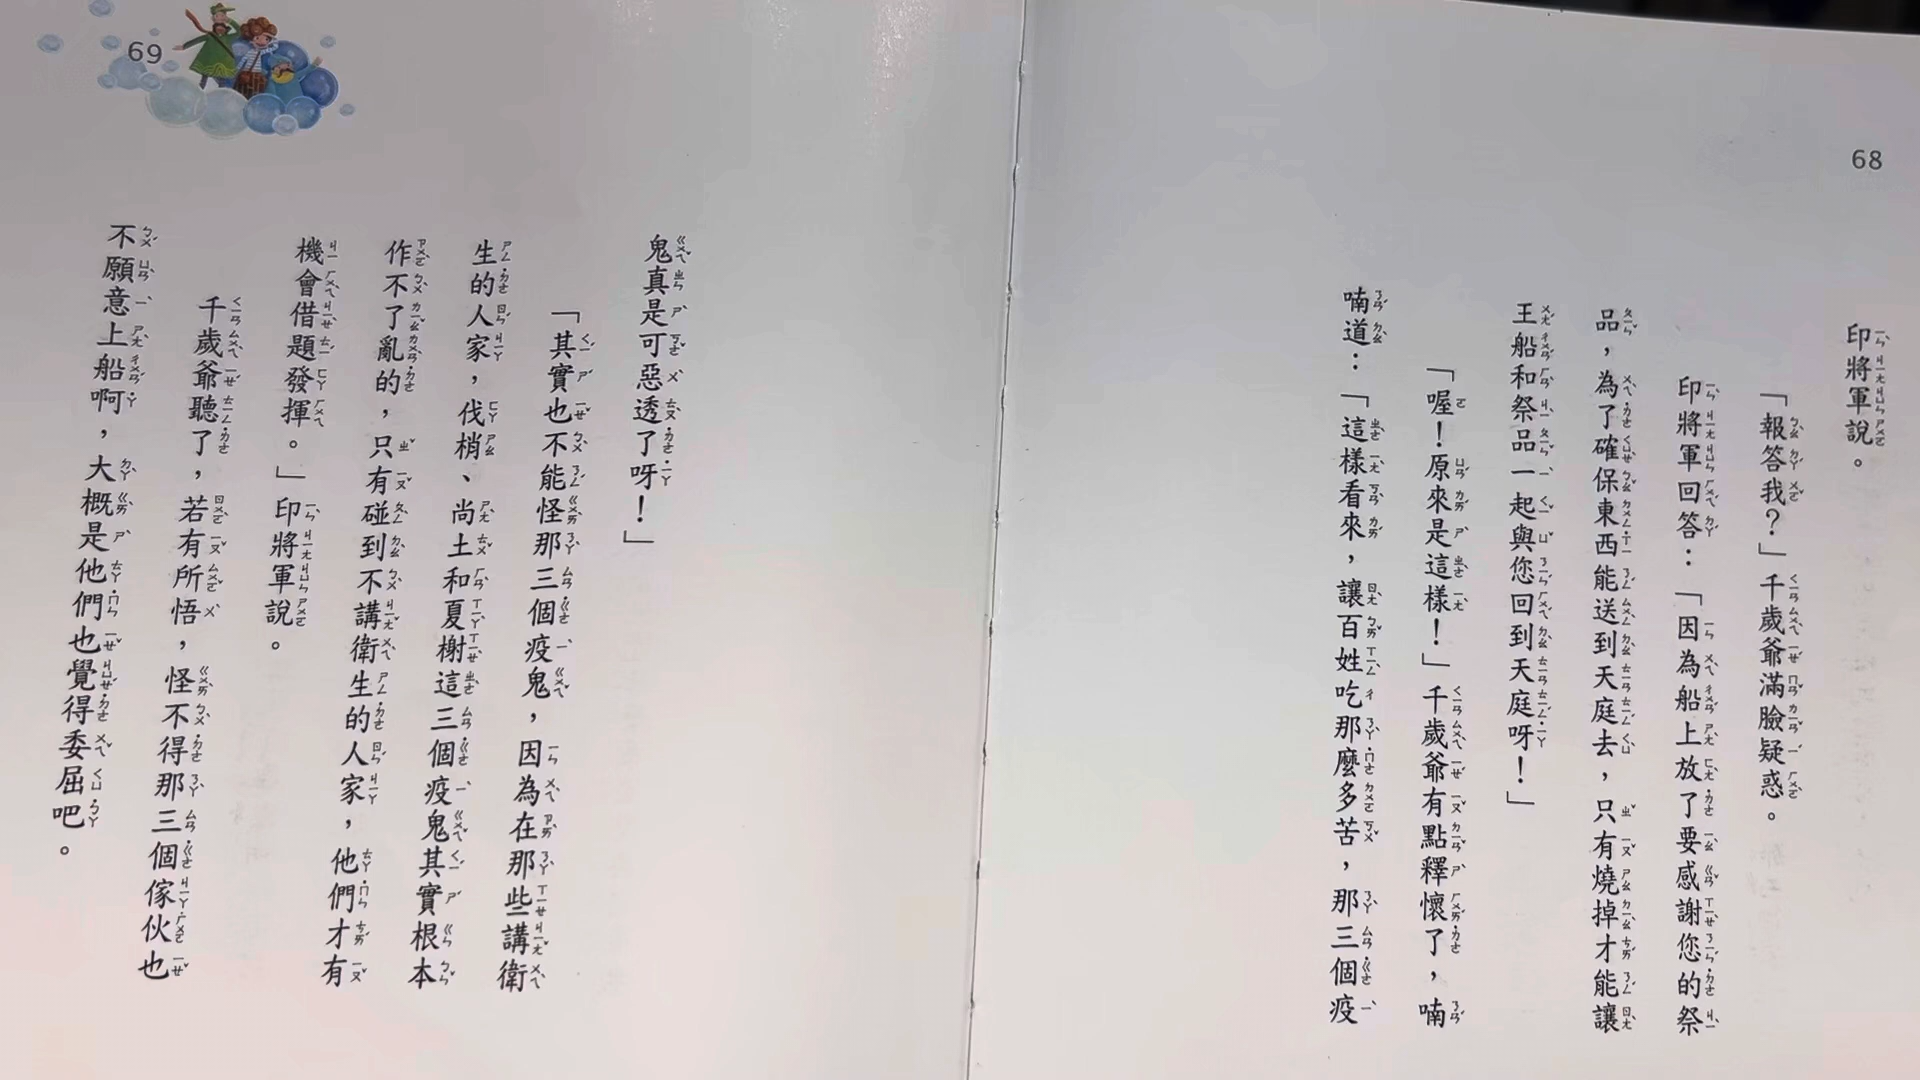 68
印將軍說。
「報答我？」千歲爺滿臉疑惑。
印將軍回答：「因為船上放了要感謝您的祭
品，為了確保東西能送到天庭去，只有燒掉才能讓
王船和祭品一起與您回到天庭呀！」
「喔！原來是這樣！」千歲爺有點釋懷了，喃
喃道：「這樣看來，讓百姓吃那麼多苦，那三個疫
鬼真是可惡透了呀！」
「其實也不能怪那三個疫鬼，因為在那些講衛
生的人家，伐梢、尚土和夏榭這三個疫鬼其實根本
作不了亂的，只有碰到不講衛生的人家，他們才有
機會借題發揮。」印將軍說。
千歲爺聽了，若有所悟，怪不得那三個傢伙也
不願意上船啊，大概是他們也覺得委屈吧。
69